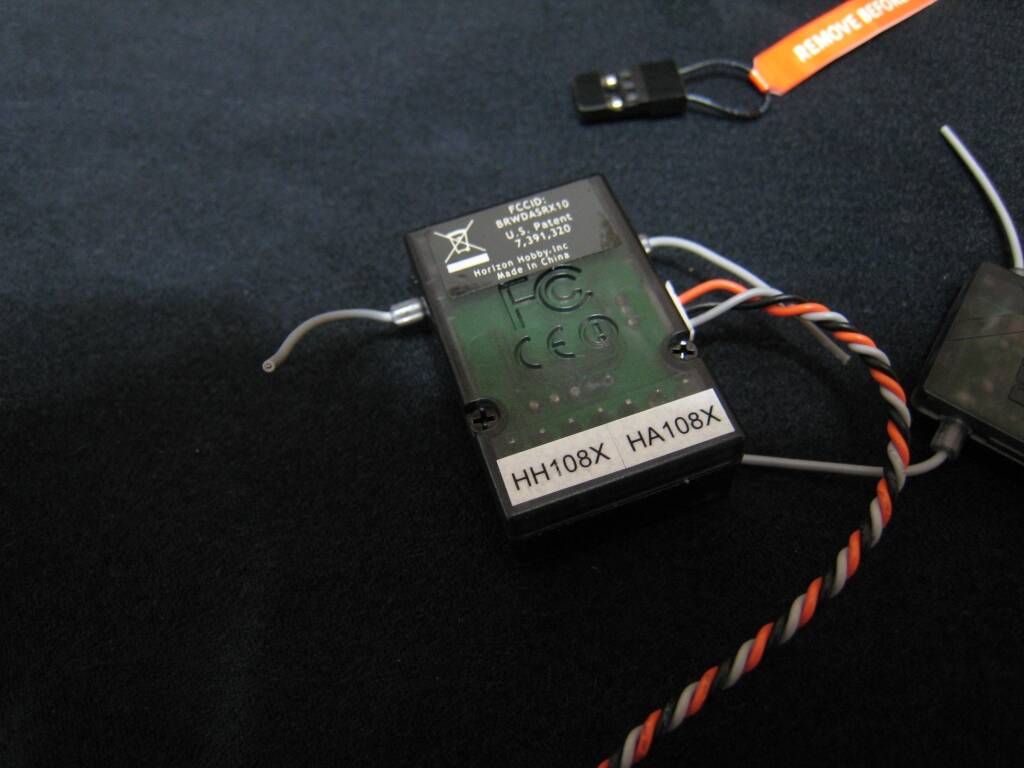 REMOVE BEFORE
FCCID:
BRWDASRX10
U.S. Patent
7,391,320
Horizon Hobby,Inc
Made in China
FC
CE
HH108X HA108X